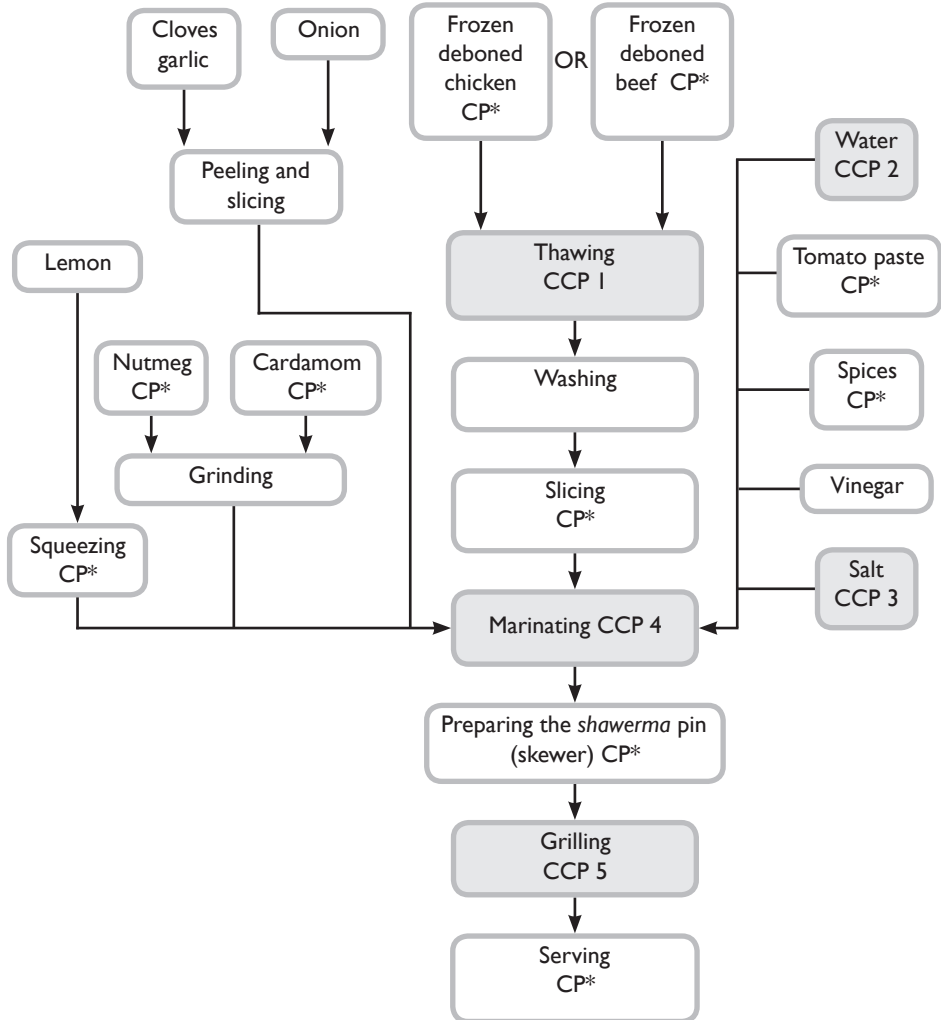 Cloves
garlic
Onion
Frozen
deboned
chicken
CP*
OR
Frozen
deboned
beef CP*
Peeling and
slicing
Water
CCP 2
Lemon
Thawing
CCP 1
Tomato paste
CP*
Nutmeg
CP*
Cardamom
CP*
Washing
Spices
CP*
Grinding
Slicing
CP*
Vinegar
Squeezing
CP*
Salt
CCP 3
Marinating CCP 4
Preparing the shawerma pin
(skewer) CP*
Grilling
CCP 5
Serving
CP*